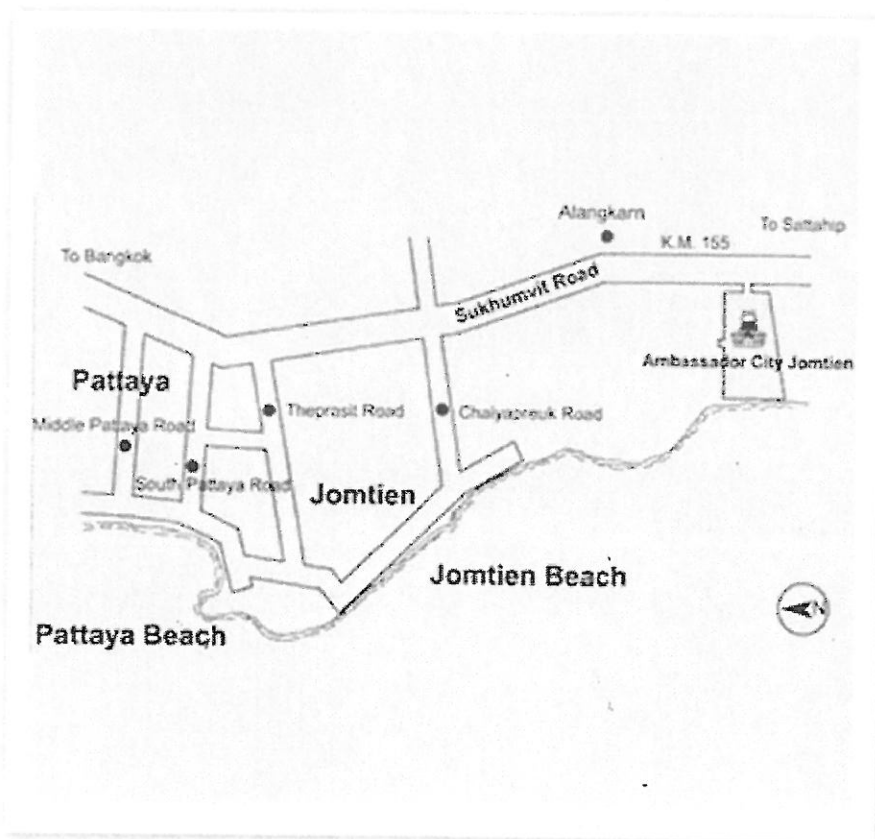 Alangkarn
To Sattahip
K.M. 155
To Bangkok
Sukhumvit Road
Ambassador City Jomtien
Pattaya
Theprasit Road
Chaiyapreuk Road
Middle Pattaya Road
South Pattaya Road
Jomtien
Jomtien Beach
N
Pattaya Beach